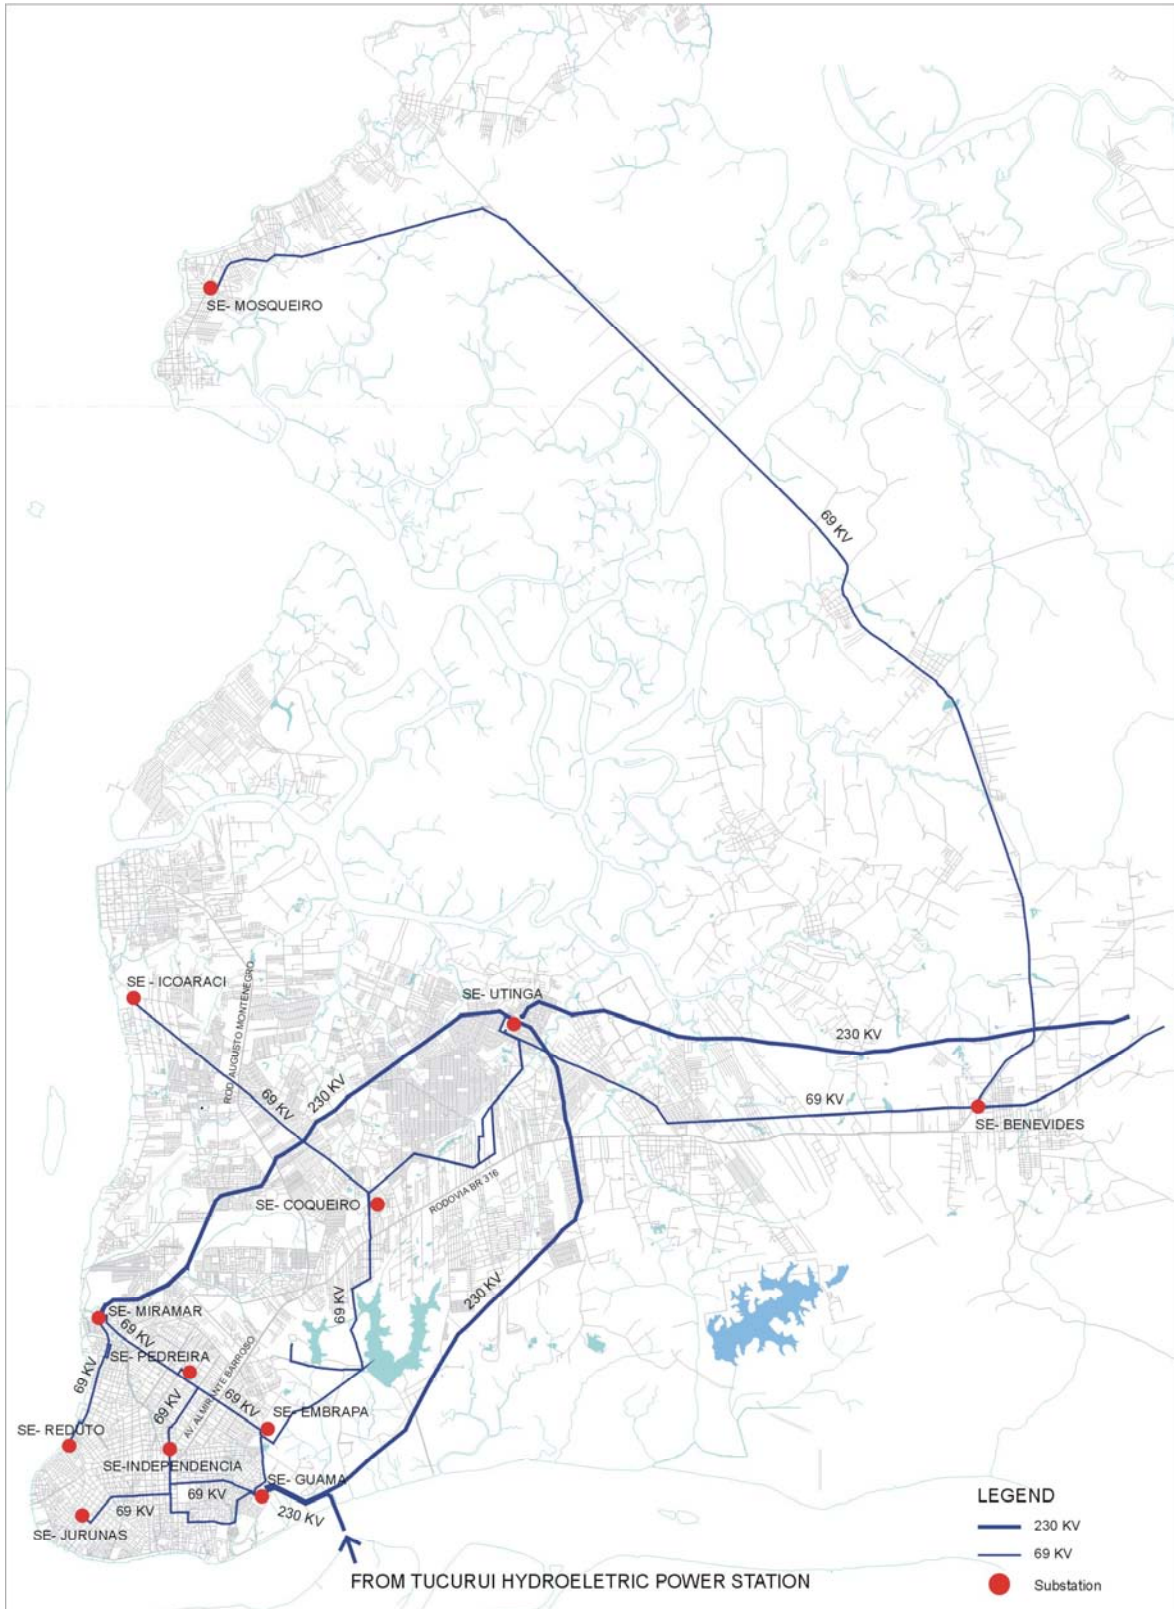 SE- MOSQUEIRO
69 KV
SE - ICOARACI
ROD. AUGUSTO MONTENEGRO
SE- UTINGA
230 KV
69 KV
230 KV
69 KV
SE- BENEVIDES
SE- COQUEIRO
RODOVIA BR 316
230 KV
69 KV
SE- MIRAMAR
69 KV
SE- PEDREIRA
69 KV
AV. ALMIRANTE BARROSO
69 KV
69 KV
SE- EMBRAPA
SE- REDUTO
SE-INDEPENDENCIA
SE- GUAMA
69 KV
69 KV
230 KV
SE- JURUNAS
FROM TUCURUI HYDROELETRIC POWER STATION
LEGEND
230 KV
69 KV
Substation